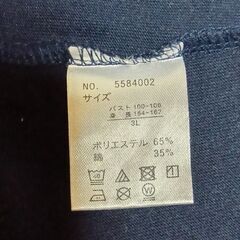 NO. 5584002
サイズ
バスト 100-108
身長 154-162
3L
ポリエステル 65%
綿 35%